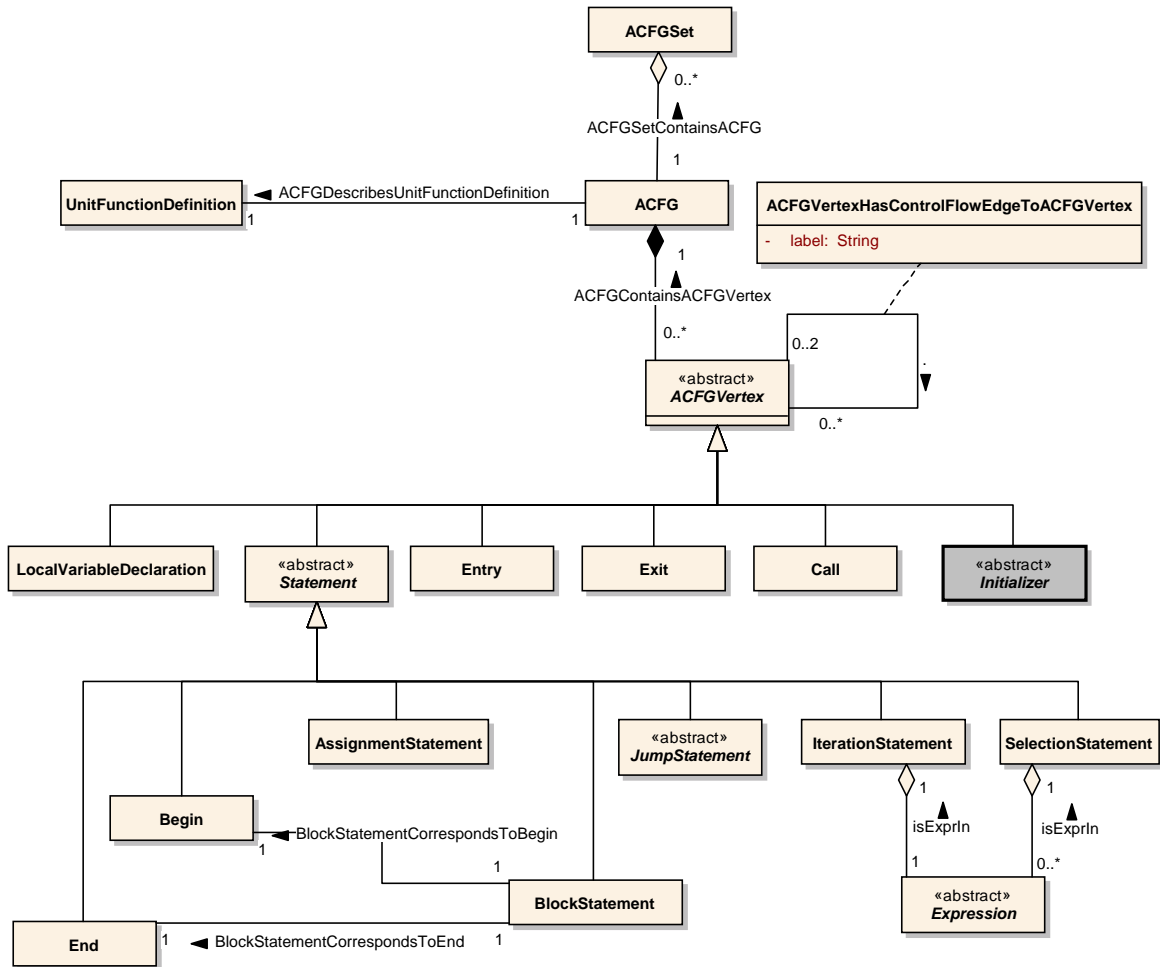 ACFGSet
0..*
ACFGSetContainsACFG
1
UnitFunctionDefinition
ACFGDescribesUnitFunctionDefinition
1
1
ACFG
ACFGVertexHasControlFlowEdgeToACFGVertex
- label: String
1
ACFGContainsACFGVertex
0..*
0..2
.
«abstract»
ACFGVertex
0..*
LocalVariableDeclaration
«abstract»
Statement
Entry
Exit
Call
«abstract»
Initializer
AssignmentStatement
«abstract»
JumpStatement
IterationStatement
SelectionStatement
1
1
isExprIn
isExprIn
Begin
1
BlockStatementCorrespondsToBegin
1
1
0..*
BlockStatement
«abstract»
Expression
End
1
BlockStatementCorrespondsToEnd
1